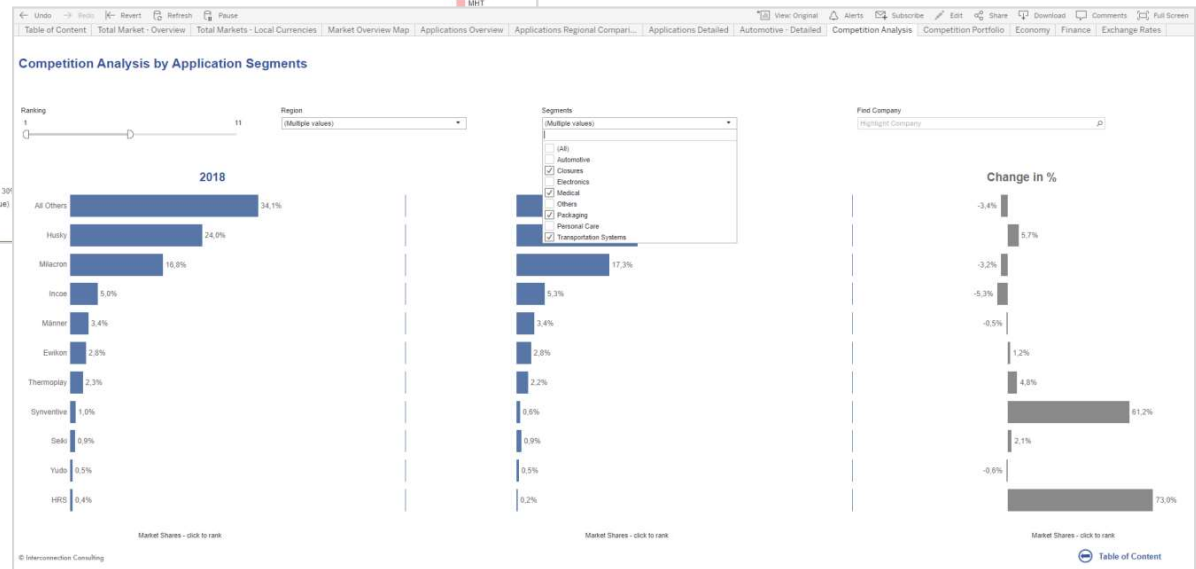 MHT
← Undo → Redo Revert Refresh Pause View: Original Alerts Subscribe Edit Share Download Comments Full Screen
Table of Content Total Market - Overview Total Markets - Local Currencies Market Overview Map Applications Overview Applications Regional Compari... Applications Detailed Automotive - Detailed Competition Analysis Competition Portfolio Economy Finance Exchange Rates
Competition Analysis by Application Segments
Ranking Region Segments Find Company
1 11 (Multiple values) (Multiple values) Highlight Company
(All)
Automotive
Closures
Electronics
Medical
Others
Packaging
Personal Care
Transportation Systems
2018 Change in %
All Others 34,1% -3,4%
Husky 24,0% 5,7%
Milacron 16,8% 17,3% -3,2%
Incoe 5,0% 5,3% -5,3%
Männer 3,4% 3,4% -0,5%
Ewikon 2,8% 2,8% 1,2%
Thermoplay 2,3% 2,2% 4,8%
Synventive 1,0% 0,6% 61,2%
Seiki 0,9% 0,9% 2,1%
Yudo 0,5% 0,5% -0,6%
HRS 0,4% 0,2% 73,0%
Market Shares - click to rank Market Shares - click to rank Market Shares - click to rank
© Interconnection Consulting Table of Content